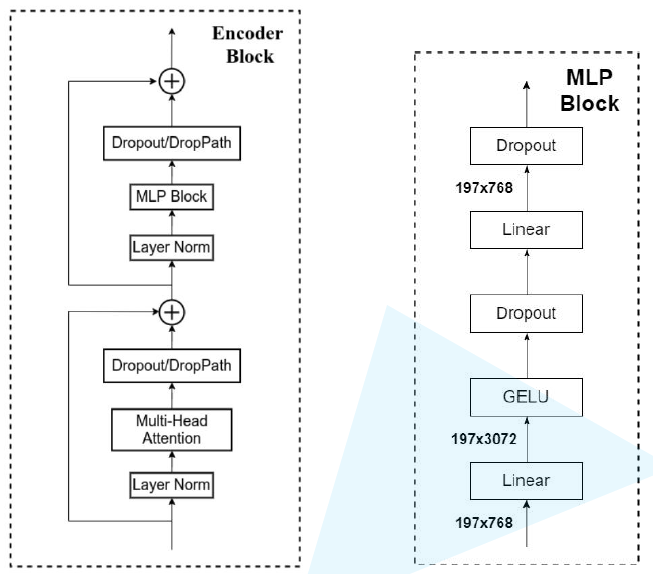 Encoder
Block
Dropout/DropPath
MLP Block
Layer Norm
Dropout/DropPath
Multi-Head
Attention
Layer Norm
MLP
Block
Dropout
197x768
Linear
Dropout
GELU
197x3072
Linear
197x768